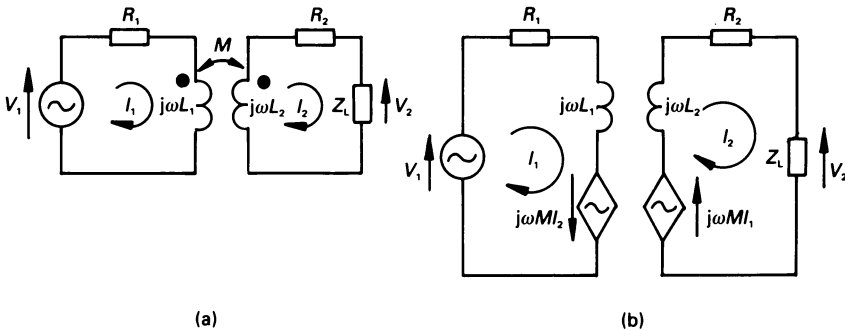 R₁
R₂
M
V₁
I₁
jωL₁
jωL₂
I₂
Z_L
V₂
(a)
R₁
R₂
jωL₁
jωL₂
V₁
I₁
I₂
Z_L
V₂
jωMI₂
jωMI₁
(b)